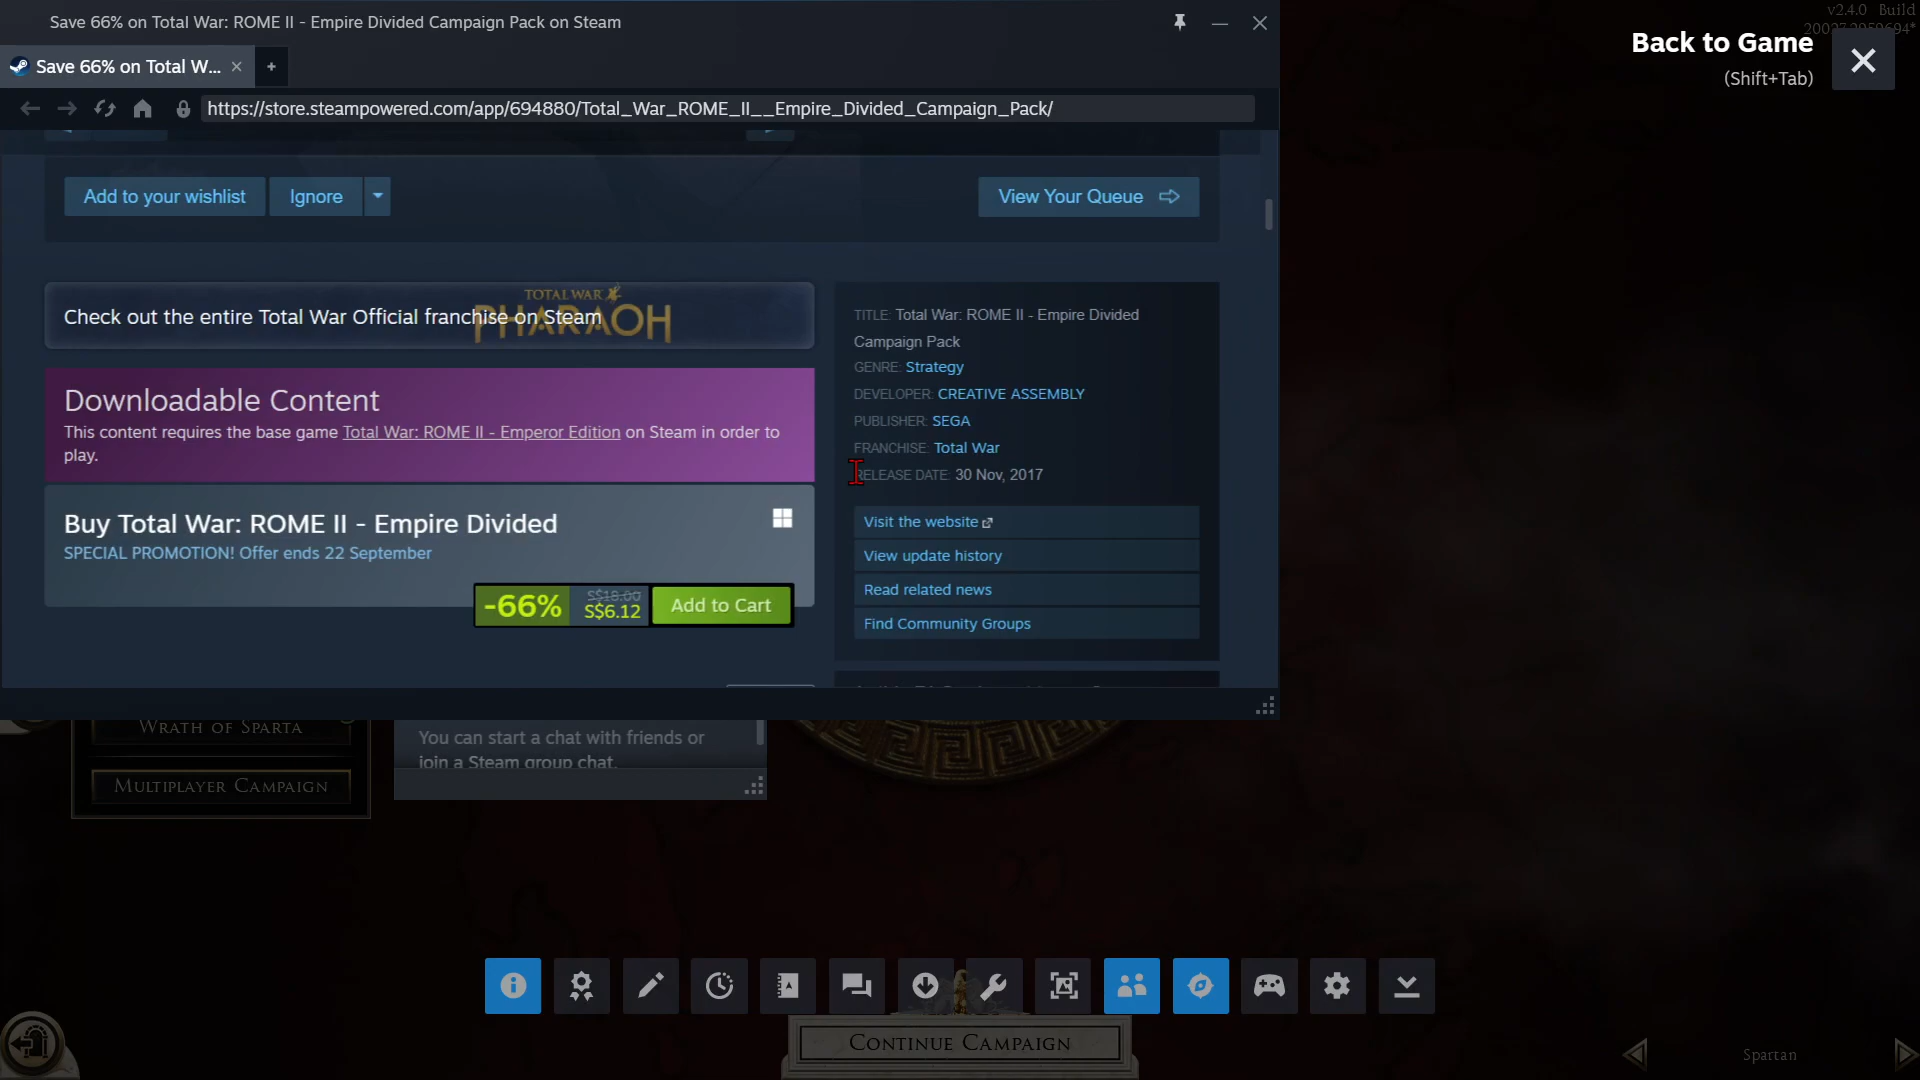 Save 66% on Total War: ROME II - Empire Divided Campaign Pack on Steam
v2.4.0 Build
Back to Game
(Shift+Tab)
Save 66% on Total W...
https://store.steampowered.com/app/694880/Total_War_ROME_II__Empire_Divided_Campaign_Pack/
Add to your wishlist
Ignore
View Your Queue
TOTAL WAR
PHARAOH
Check out the entire Total War Official franchise on Steam
Downloadable Content
This content requires the base game Total War: ROME II - Emperor Edition on Steam in order to
play.
Buy Total War: ROME II - Empire Divided
SPECIAL PROMOTION! Offer ends 22 September
-66%
S$18.00
S$6.12
Add to Cart
TITLE: Total War: ROME II - Empire Divided
Campaign Pack
GENRE: Strategy
DEVELOPER: CREATIVE ASSEMBLY
PUBLISHER: SEGA
FRANCHISE: Total War
RELEASE DATE: 30 Nov, 2017
Visit the website
View update history
Read related news
Find Community Groups
Wrath of Sparta
Multiplayer Campaign
You can start a chat with friends or
join a Steam group chat.
Continue Campaign
Spartan